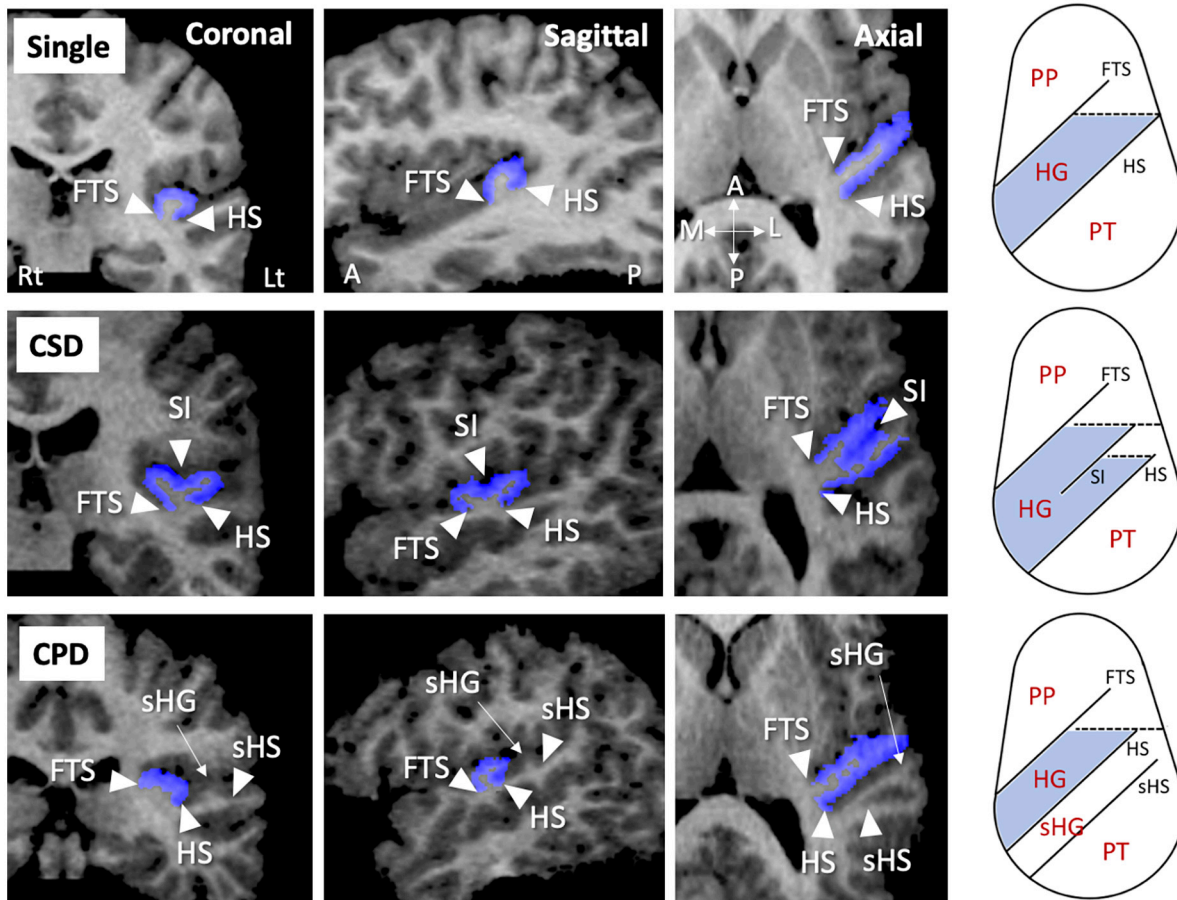 Single
Coronal
FTS
HS
Rt
Lt
Sagittal
FTS
HS
A
P
Axial
FTS
HS
A
M
L
P
PP
FTS
HG
HS
PT
CSD
SI
FTS
HS
SI
FTS
HS
SI
FTS
HS
PP
FTS
SI
HS
HG
PT
CPD
sHG
sHS
FTS
HS
sHG
sHS
FTS
HS
sHG
FTS
HS
sHS
PP
FTS
HS
HG
sHS
sHG
PT